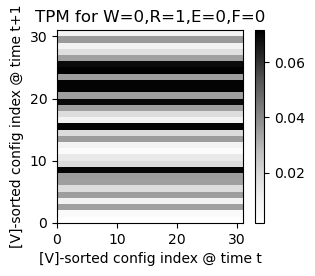 TPM for W=0,R=1,E=0,F=0
[V]-sorted config index @ time t+1
30
20
10
0
0 10 20 30
[V]-sorted config index @ time t
0.06
0.04
0.02